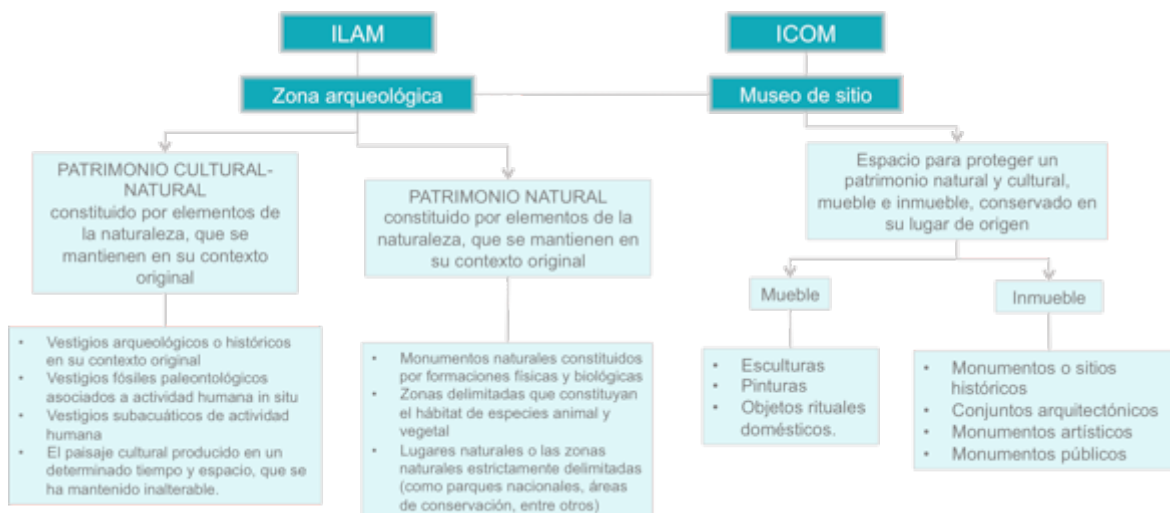 ILAM
ICOM
Zona arqueológica
Museo de sitio
PATRIMONIO CULTURAL-
NATURAL
constituido por elementos de
la naturaleza, que se
mantienen en su contexto
original
PATRIMONIO NATURAL
constituido por elementos de la
naturaleza, que se mantienen en
su contexto original
Espacio para proteger un
patrimonio natural y cultural,
mueble e inmueble, conservado en
su lugar de origen
Mueble
Inmueble
• Vestigios arqueológicos o históricos
en su contexto original
• Vestigios fósiles paleontológicos
asociados a actividad humana in situ
• Vestigios subacuáticos de actividad
humana
• El paisaje cultural producido en un
determinado tiempo y espacio, que se
ha mantenido inalterable.
• Monumentos naturales constituidos
por formaciones físicas y biológicas
• Zonas delimitadas que constituyan
el hábitat de especies animal y
vegetal
• Lugares naturales o las zonas
naturales estrictamente delimitadas
(como parques nacionales, áreas
de conservación, entre otros)
• Esculturas
• Pinturas
• Objetos rituales
domésticos.
• Monumentos o sitios
históricos
• Conjuntos arquitectónicos
• Monumentos artísticos
• Monumentos públicos